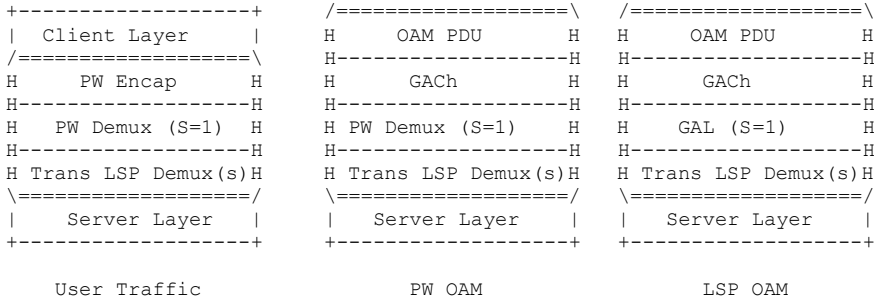 +-------------------+  /===================\  /===================\
|   Client Layer    |  H     OAM PDU       H  H     OAM PDU       H
/===================\  H-------------------H  H-------------------H
H     PW Encap      H  H      GACh         H  H      GACh         H
H-------------------H  H-------------------H  H-------------------H
H   PW Demux (S=1)  H  H PW Demux (S=1)    H  H    GAL (S=1)      H
H-------------------H  H-------------------H  H-------------------H
H Trans LSP Demux(s)H  H Trans LSP Demux(s)H  H Trans LSP Demux(s)H
\===================/  \===================/  \===================/
|    Server Layer   |  |   Server Layer    |  |   Server Layer    |
+-------------------+  +-------------------+  +-------------------+
User Traffic                  PW OAM                  LSP OAM